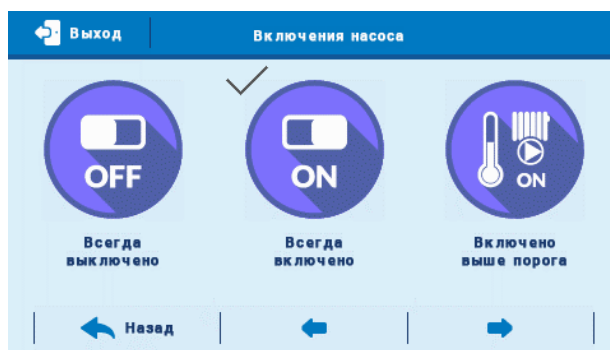 Выход
Включения насоса
OFF
ON
ON
Всегда
выключено
Всегда
включено
Включено
выше порога
Назад